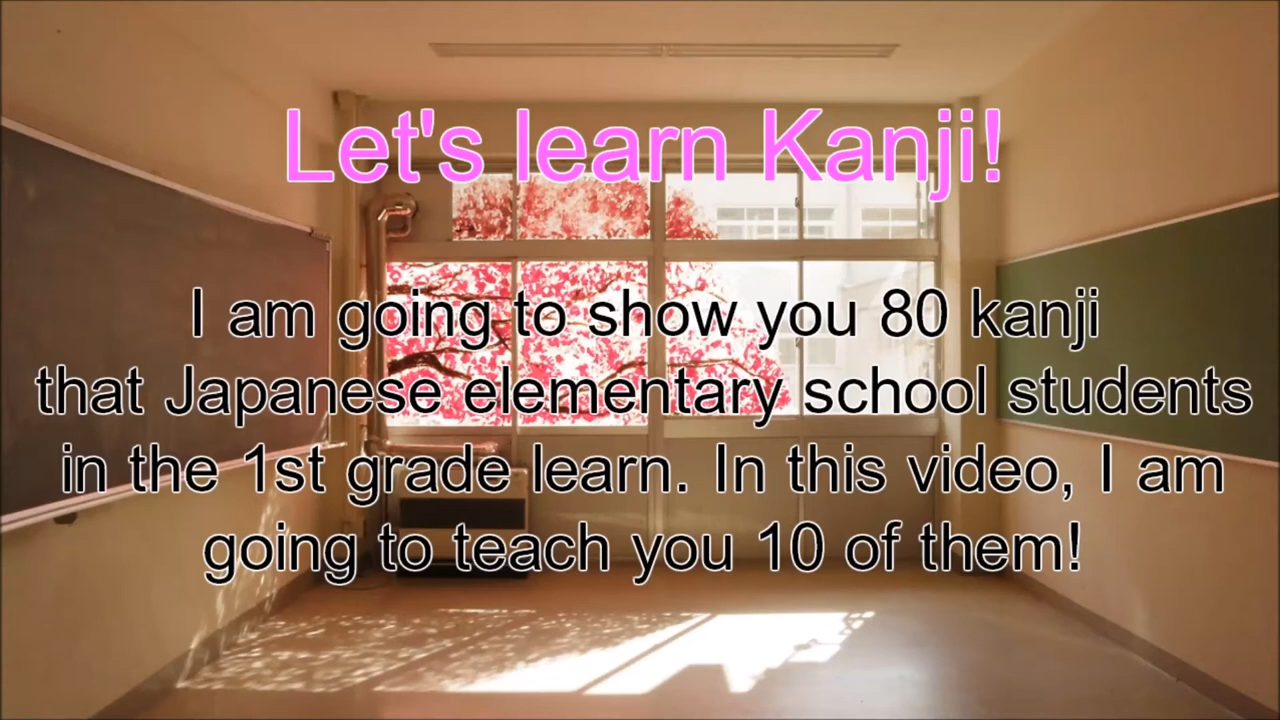 Let's learn Kanji!
I am going to show you 80 kanji
that Japanese elementary school students
in the 1st grade learn. In this video, I am
going to teach you 10 of them!